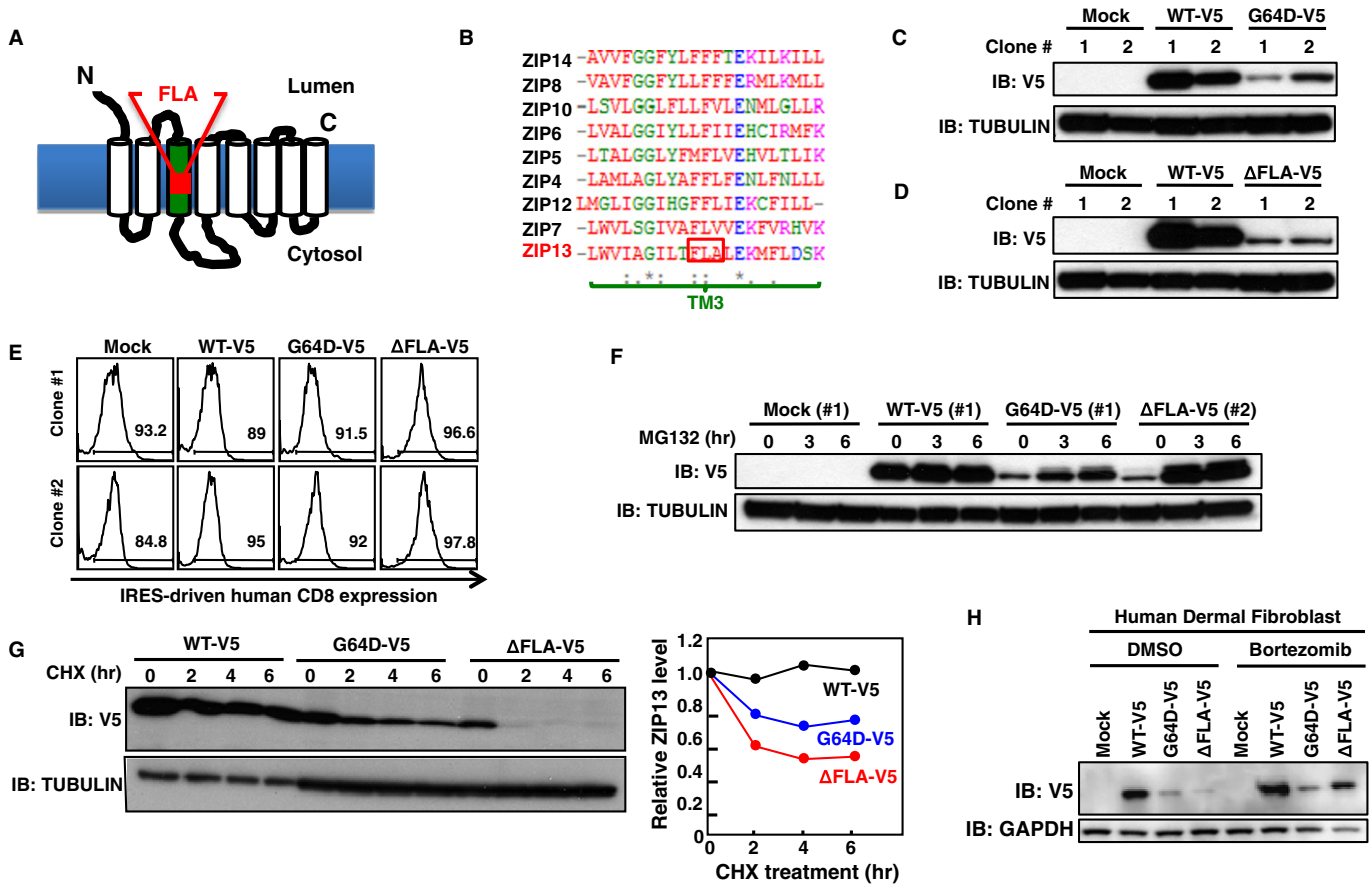 A
N
FLA
Lumen
C
Cytosol
B
ZIP14 -AVVFGGFYLFFFTEKILKILL
ZIP8 -VAVFGGFYLLFFFERMLKMLL
ZIP10 -LSVLGGLFLLFVLENMLGLLR
ZIP6 -LVALGGIYLLFIIEHCIRMFK
ZIP5 -LTALGGLYFMFLVEHVLTLIK
ZIP4 -LAMLAGLYAFFLFENLFNLLL
ZIP12 LMGLIGGIHGFFLIEKCFILL-
ZIP7 -LWVLSGIVAFLVVEKFVRHVK
ZIP13 -LWVIAGILTFLALEKMFLDSK
:: *: :: * . .
TM3
C
Mock WT-V5 G64D-V5
Clone # 1 2 1 2 1 2
IB: V5
IB: TUBULIN
D
Mock WT-V5 ΔFLA-V5
Clone # 1 2 1 2 1 2
IB: V5
IB: TUBULIN
E
Mock WT-V5 G64D-V5 ΔFLA-V5
Clone #1
93.2 89 91.5 96.6
Clone #2
84.8 95 92 97.8
IRES-driven human CD8 expression
F
Mock (#1) WT-V5 (#1) G64D-V5 (#1) ΔFLA-V5 (#2)
MG132 (hr) 0 3 6 0 3 6 0 3 6 0 3 6
IB: V5
IB: TUBULIN
G
WT-V5 G64D-V5 ΔFLA-V5
CHX (hr) 0 2 4 6 0 2 4 6 0 2 4 6
IB: V5
IB: TUBULIN
Relative ZIP13 level
1.2
1.0
0.8
0.6
0.4
0.2
0
WT-V5
G64D-V5
ΔFLA-V5
0 2 4 6
CHX treatment (hr)
H
Human Dermal Fibroblast
DMSO Bortezomib
Mock WT-V5 G64D-V5 ΔFLA-V5 Mock WT-V5 G64D-V5 ΔFLA-V5
IB: V5
IB: GAPDH